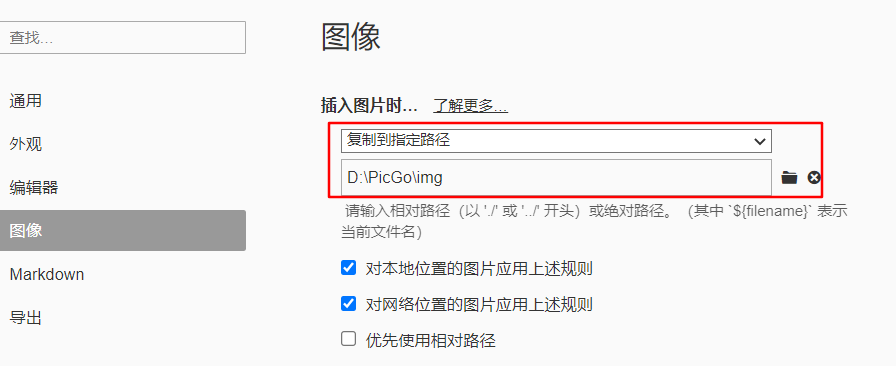 图像
查找...
插入图片时... 了解更多...
通用
复制到指定路径
外观
D:\PicGo\img
编辑器
请输入相对路径（以 './' 或 '../' 开头）或绝对路径。（其中 `${filename}` 表示
当前文件名）
图像
对本地位置的图片应用上述规则
Markdown
对网络位置的图片应用上述规则
导出
优先使用相对路径